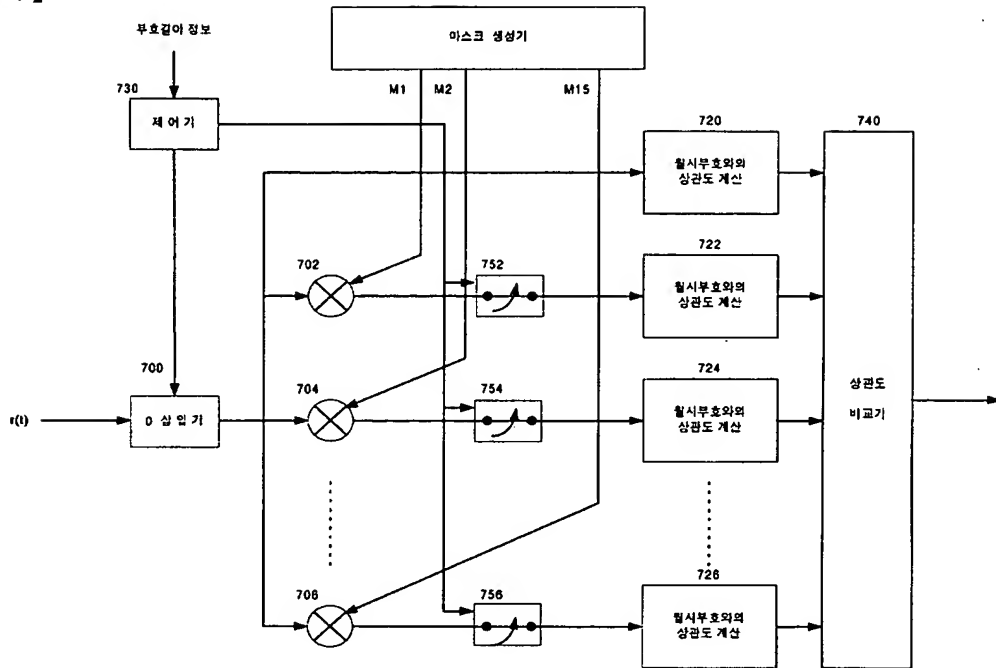 부호길아 정보
마스크 생성기
M1
M2
M15
730
제어기
720
월시부호와의
상관도 계산
740
702
752
722
월시부호와의
상관도 계산
700
0 삽입기
r(t)
704
754
724
월시부호와의
상관도 계산
상관도
비교기
706
756
726
월시부호와의
상관도 계산